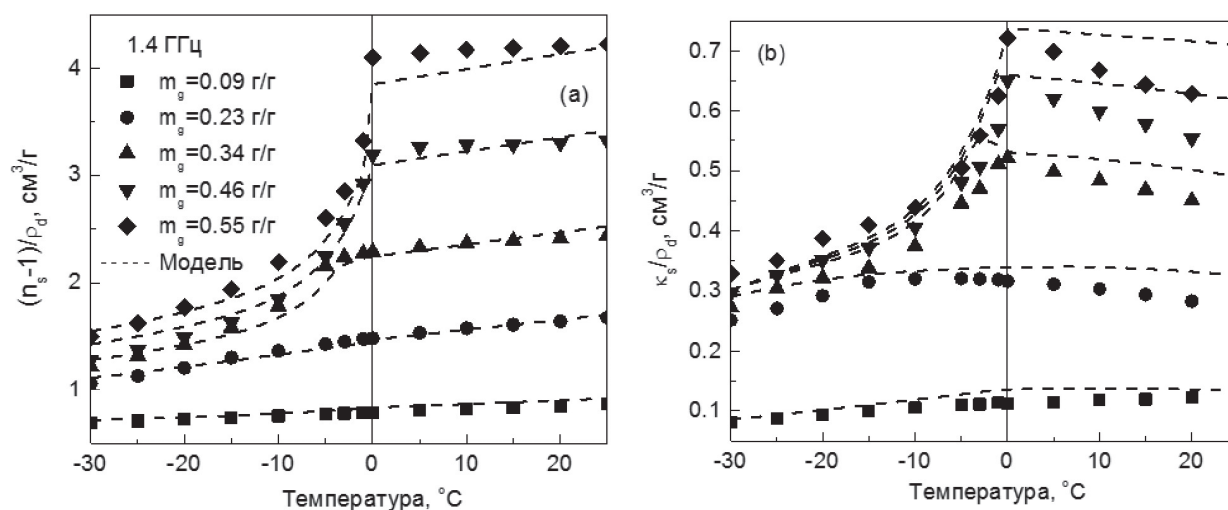 1.4 ГГц
m_g=0.09 г/г
m_g=0.23 г/г
m_g=0.34 г/г
m_g=0.46 г/г
m_g=0.55 г/г
Модель
(a)
(n_s-1)/ρ_d, см³/г
4
3
2
1
-30 -20 -10 0 10 20
Температура, °C
(b)
κ_s/ρ_d, см³/г
0.7
0.6
0.5
0.4
0.3
0.2
0.1
-30 -20 -10 0 10 20
Температура, °C